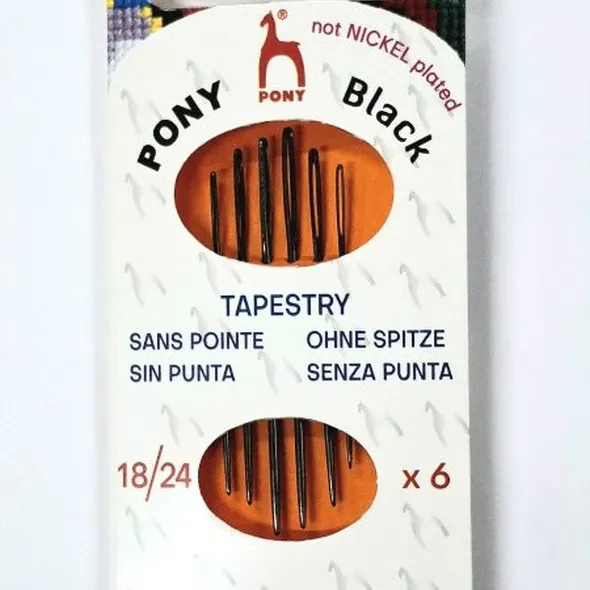 ®
PONY
not NICKEL plated
PONY Black
TAPESTRY
SANS POINTE OHNE SPITZE
SIN PUNTA SENZA PUNTA
18/24 x 6